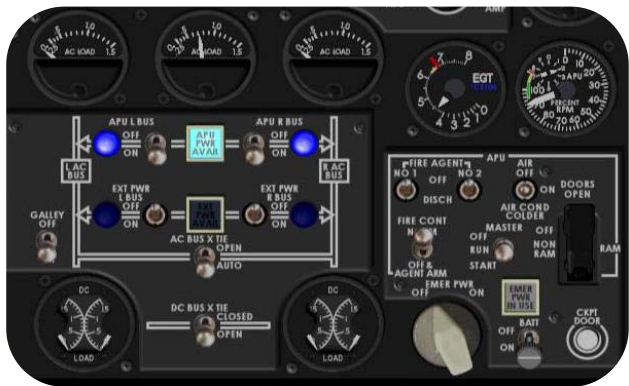 AMP
AC LOAD
AC LOAD
AC LOAD
EGT
APU
PERCENT
RPM
APU L BUS
OFF
ON
APU
PWR
AVAIL
APU R BUS
OFF
ON
L AC
BUS
R AC
BUS
EXT PWR
L BUS
OFF
ON
EXT
PWR
AVAIL
EXT PWR
R BUS
OFF
ON
GALLEY
OFF
ON
AC BUS X TIE
OPEN
AUTO
DC BUS X TIE
CLOSED
OPEN
DC
LOAD
DC
LOAD
APU
FIRE AGENT
NO 1
OFF
NO 2
DISCH
AIR
OFF
ON
AIR COND
COLDER
DOORS
OPEN
OFF
NON
RAM
RAM
FIRE CONT
OFF &
AGENT ARM
MASTER
OFF
RUN
START
EMER PWR
OFF
ON
EMER
PWR
IN USE
BATT
OFF
ON
CKPT
DOOR